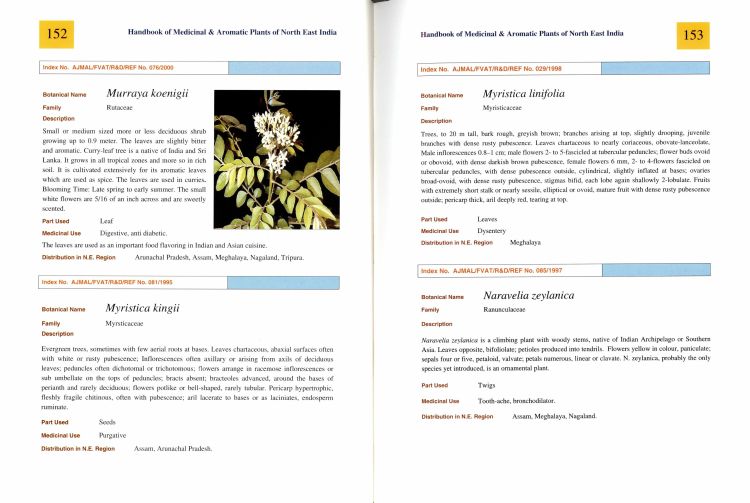 152
Handbook of Medicinal & Aromatic Plants of North East India
Index No. AJMAL/FVAT/R&D/REF No. 076/2000
Botanical Name Murraya koenigii
Family Rutaceae
Description
Small or medium sized more or less deciduous shrub
growing up to 0.9 meter. The leaves are slightly bitter
and aromatic. Curry-leaf tree is a native of India and Sri
Lanka. It grows in all tropical zones and more so in rich
soil. It is cultivated extensively for its aromatic leaves
which are used as spice. The leaves are used in curries.
Blooming Time: Late spring to early summer. The small
white flowers are 5/16 of an inch across and are sweetly
scented.
Part Used Leaf
Medicinal Use Digestive, anti diabetic.
The leaves are used as an important food flavoring in Indian and Asian cuisine.
Distribution in N.E. Region Arunachal Pradesh, Assam, Meghalaya, Nagaland, Tripura.
Index No. AJMAL/FVAT/R&D/REF No. 081/1995
Botanical Name Myristica kingii
Family Myrsticaceae
Description
Evergreen trees, sometimes with few aerial roots at bases. Leaves chartaceous, abaxial surfaces often
with white or rusty pubescence; Inflorescences often axillary or arising from axils of deciduous
leaves; peduncles often dichotomal or trichotomous; flowers arrange in racemose inflorescences or
sub umbellate on the tops of peduncles; bracts absent; bracteoles advanced, around the bases of
perianth and rarely deciduous; flowers potlike or bell-shaped, rarely tubular. Pericarp hypertrophic,
fleshly fragile chitinous, often with pubescence; aril lacerate to bases or as laciniates, endosperm
ruminate.
Part Used Seeds
Medicinal Use Purgative
Distribution in N.E. Region Assam, Arunachal Pradesh.
Handbook of Medicinal & Aromatic Plants of North East India
153
Index No. AJMAL/FVAT/R&D/REF No. 029/1998
Botanical Name Myristica linifolia
Family Myristicaceae
Description
Trees, to 20 m tall, bark rough, greyish brown; branches arising at top, slightly drooping, juvenile
branches with dense rusty pubescence. Leaves chartaceous to nearly coriaceous, obovate-lanceolate,
Male inflorescences 0.8–1 cm; male flowers 2- to 5-fascicled at tubercular peduncles; flower buds ovoid
or obovoid, with dense darkish brown pubescence, female flowers 6 mm, 2- to 4-flowers fascicled on
tubercular peduncles, with dense pubescence outside, cylindrical, slightly inflated at bases; ovaries
broad-ovoid, with dense rusty pubescence, stigmas bifid, each lobe again shallowly 2-lobulate. Fruits
with extremely short stalk or nearly sessile, elliptical or ovoid, mature fruit with dense rusty pubescence
outside; pericarp thick, aril deeply red, tearing at top.
Part Used Leaves
Medicinal Use Dysentery
Distribution in N.E. Region Meghalaya
Index No. AJMAL/FVAT/R&D/REF No. 085/1997
Botanical Name Naravelia zeylanica
Family Ranunculaceae
Description
Naravelia zeylanica is a climbing plant with woody stems, native of Indian Archipelago or Southern
Asia. Leaves opposite, bifoliolate; petioles produced into tendrils. Flowers yellow in colour, paniculate;
sepals four or five, petaloid, valvate; petals numerous, linear or clavate. N. zeylanica, probably the only
species yet introduced, is an ornamental plant.
Part Used Twigs
Medicinal Use Tooth-ache, bronchodilator.
Distribution in N.E. Region Assam, Meghalaya, Nagaland.